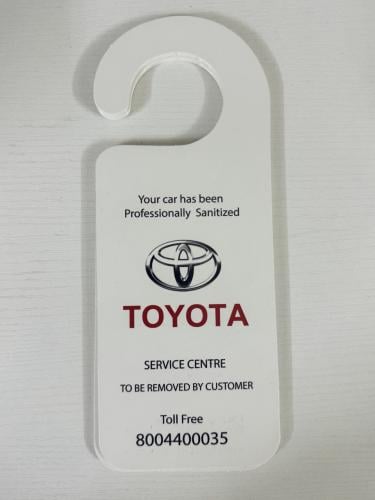 Your car has been
Professionally Sanitized
TOYOTA
SERVICE CENTRE
TO BE REMOVED BY CUSTOMER
Toll Free
8004400035